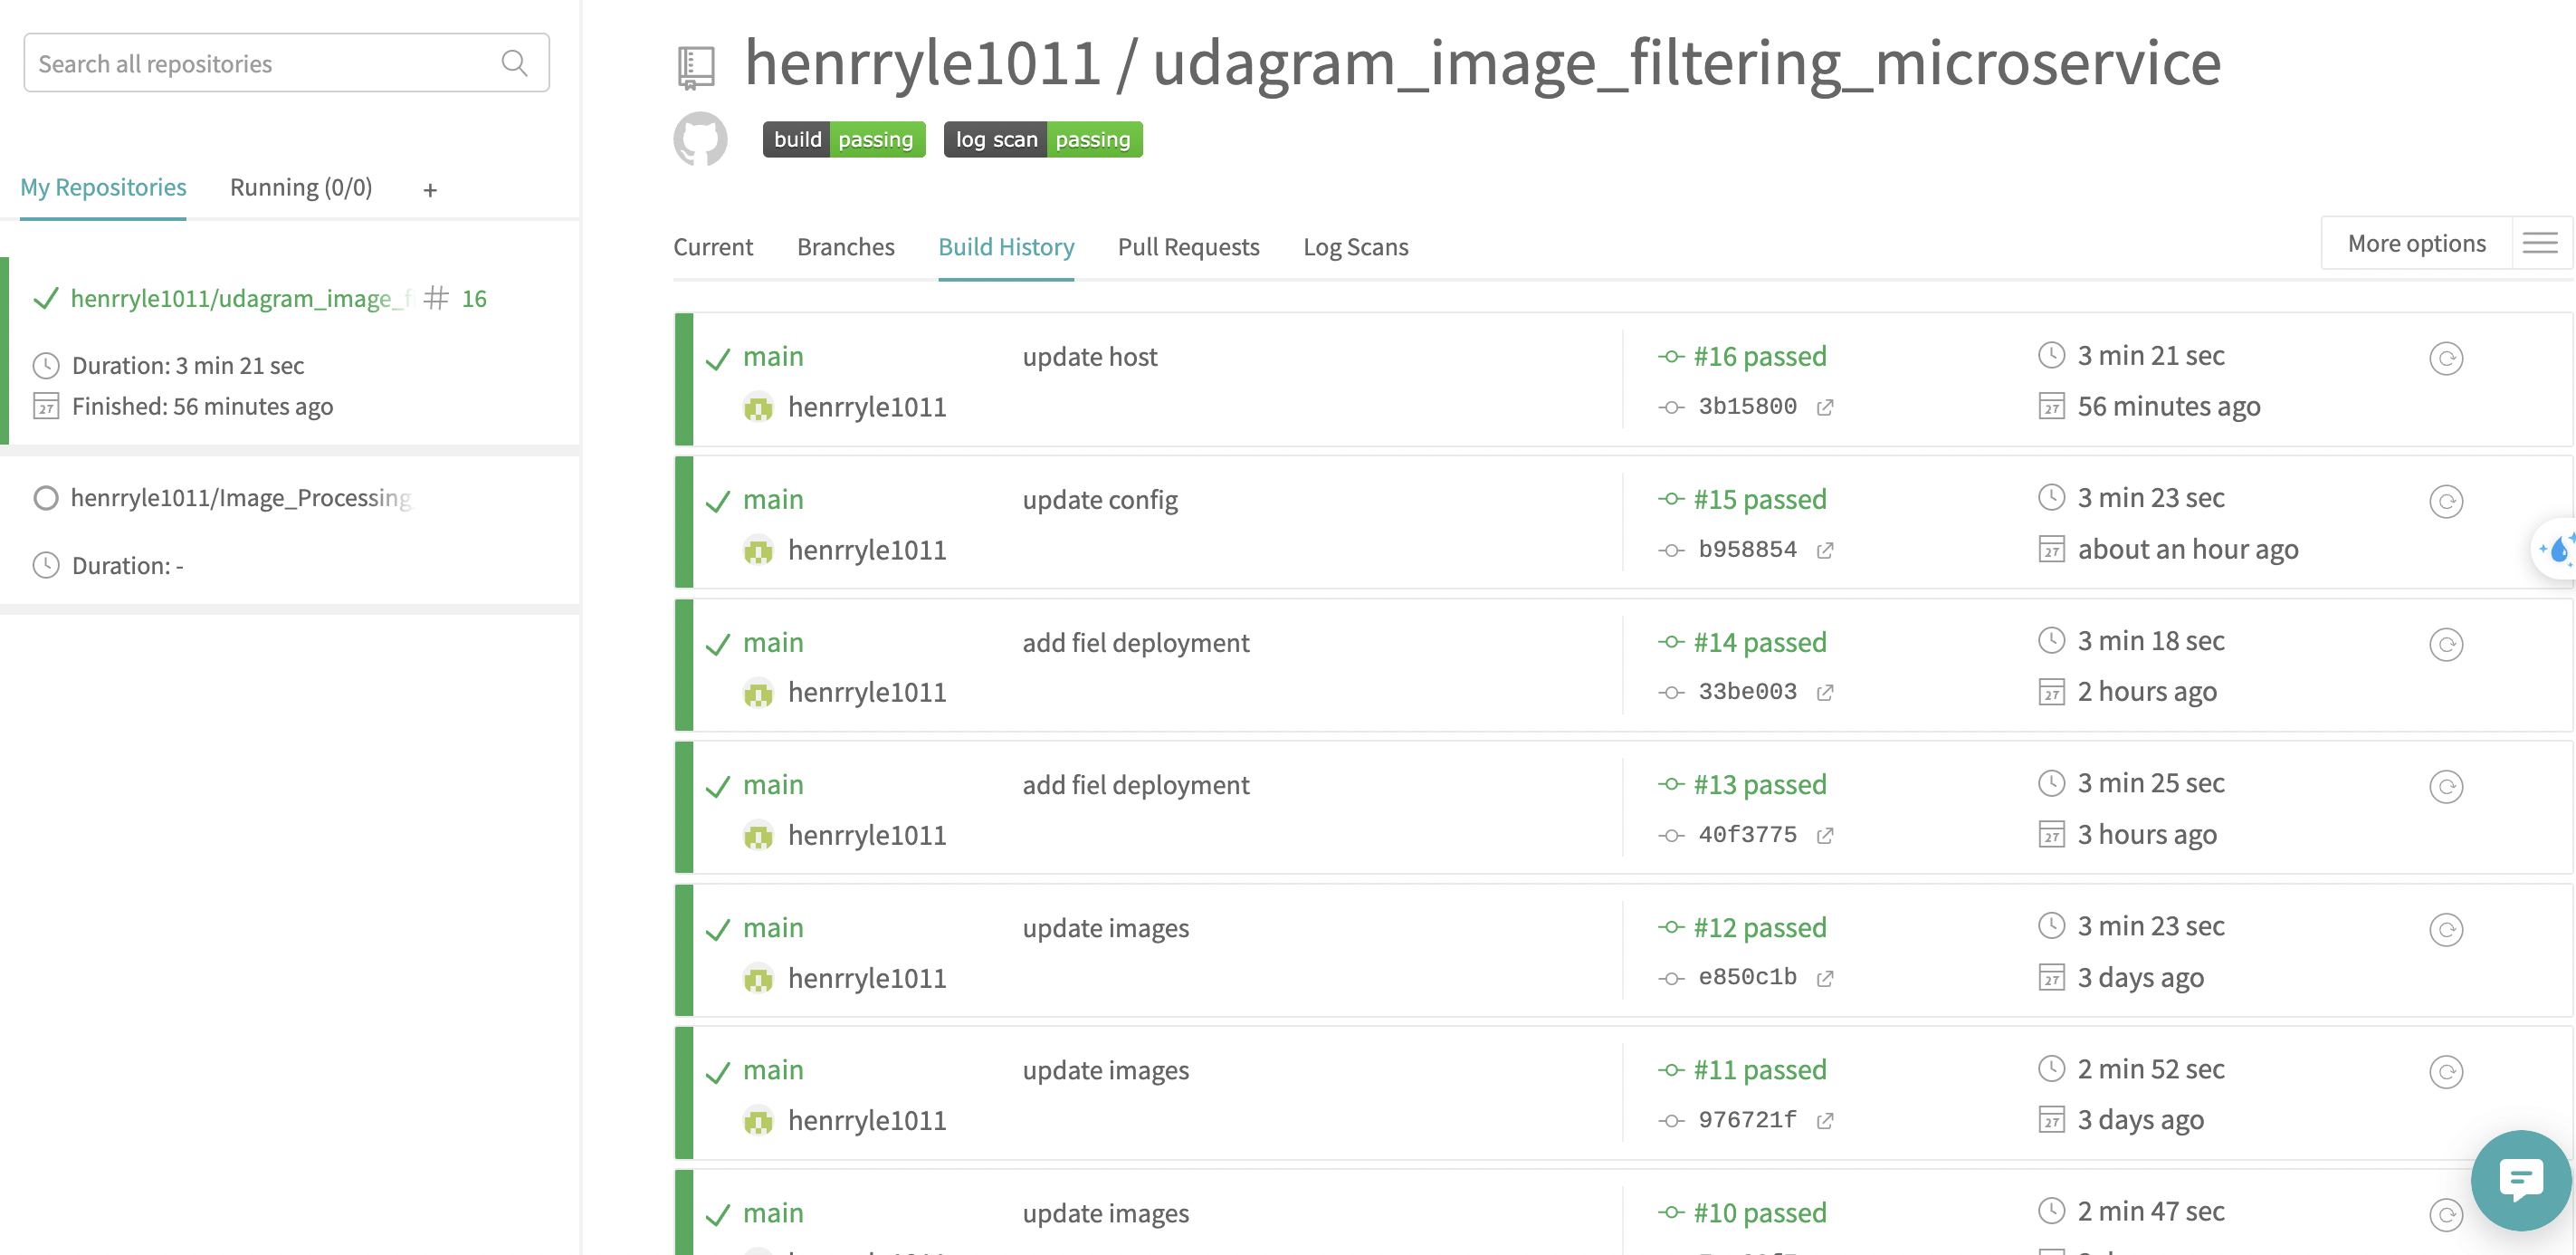 Search all repositories
My Repositories Running (0/0) +
henrryle1011/udagram_image_ # 16
Duration: 3 min 21 sec
27 Finished: 56 minutes ago
henrryle1011/Image_Processing
Duration: -
henrryle1011 / udagram_image_filtering_microservice
build passing log scan passing
Current Branches Build History Pull Requests Log Scans More options
main update host #16 passed 3 min 21 sec
henrryle1011 3b15800 27 56 minutes ago
main update config #15 passed 3 min 23 sec
henrryle1011 b958854 27 about an hour ago
main add fiel deployment #14 passed 3 min 18 sec
henrryle1011 33be003 27 2 hours ago
main add fiel deployment #13 passed 3 min 25 sec
henrryle1011 40f3775 27 3 hours ago
main update images #12 passed 3 min 23 sec
henrryle1011 e850c1b 27 3 days ago
main update images #11 passed 2 min 52 sec
henrryle1011 976721f 27 3 days ago
main update images #10 passed 2 min 47 sec